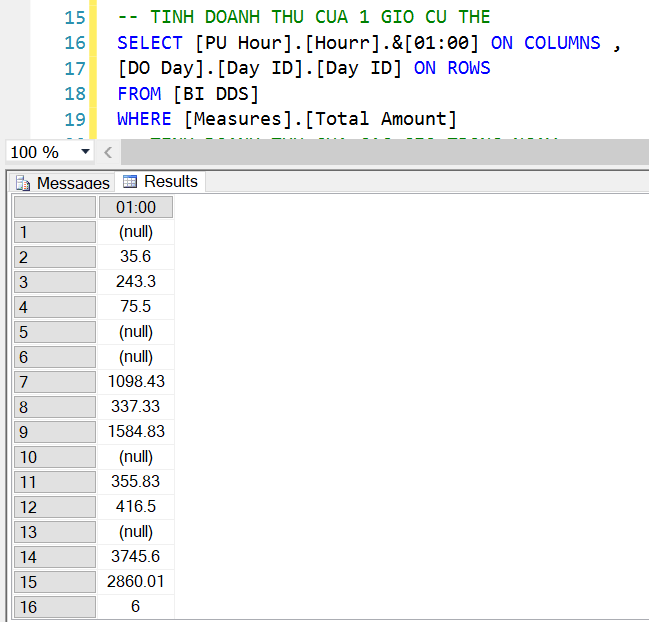 15 -- TINH DOANH THU CUA 1 GIO CU THE
16 SELECT [PU Hour].[Hourr].&[01:00] ON COLUMNS ,
17 [DO Day].[Day ID].[Day ID] ON ROWS
18 FROM [BI DDS]
19 WHERE [Measures].[Total Amount]
100 %
Messages Results
01:00
1 (null)
2 35.6
3 243.3
4 75.5
5 (null)
6 (null)
7 1098.43
8 337.33
9 1584.83
10 (null)
11 355.83
12 416.5
13 (null)
14 3745.6
15 2860.01
16 6